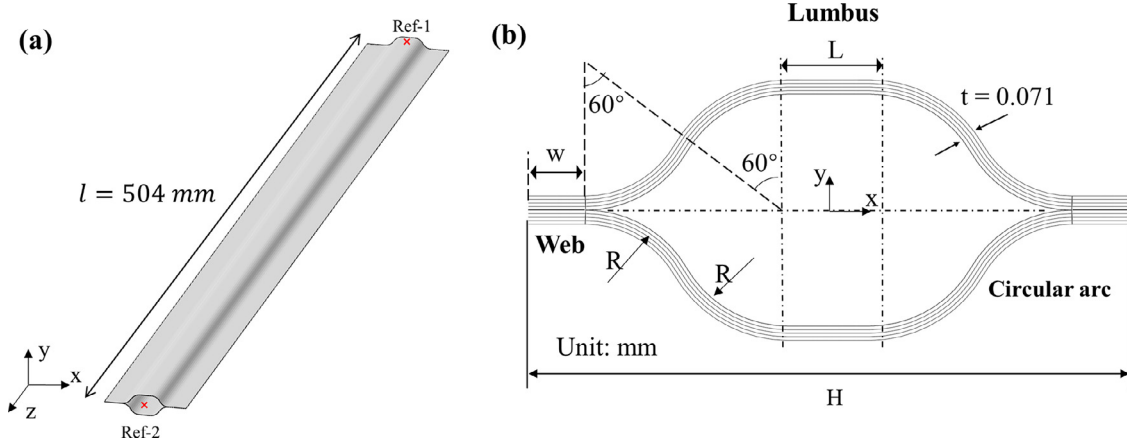 (a)
Ref-1
l = 504 mm
y
x
z
Ref-2
(b)
Lumbus
L
60°
t = 0.071
w
60°
y
x
Web
R
R
Circular arc
Unit: mm
H